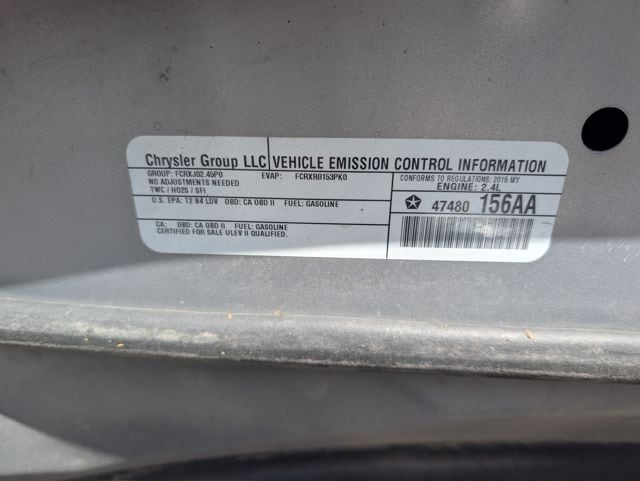 Chrysler Group LLC VEHICLE EMISSION CONTROL INFORMATION
GROUP: FCRXJ02.45P0 EVAP: FCRXR0153PK0
NO ADJUSTMENTS NEEDED
TWC / HO2S / SFI
CONFORMS TO REGULATIONS: 2015 MY
ENGINE: 2.4L
U.S. EPA: T2 B4 LDV OBD: CA OBD II FUEL: GASOLINE
47480 156AA
CA: OBD: CA OBD II FUEL: GASOLINE
CERTIFIED FOR SALE ULEV II QUALIFIED.